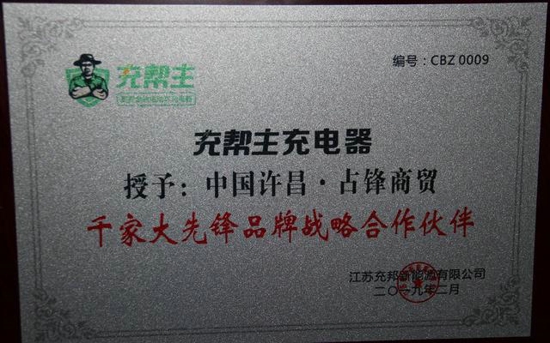 编号：CBZ 0009
充帮主
充帮主充电器
授予：中国许昌·占锋商贸
千家大先锋品牌战略合作伙伴
江苏充邦新能源有限公司
二〇一九年二月